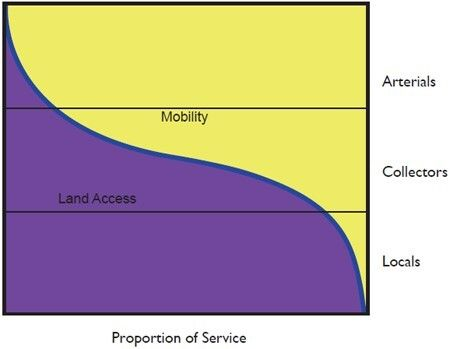 Arterials
Mobility
Collectors
Land Access
Locals
Proportion of Service